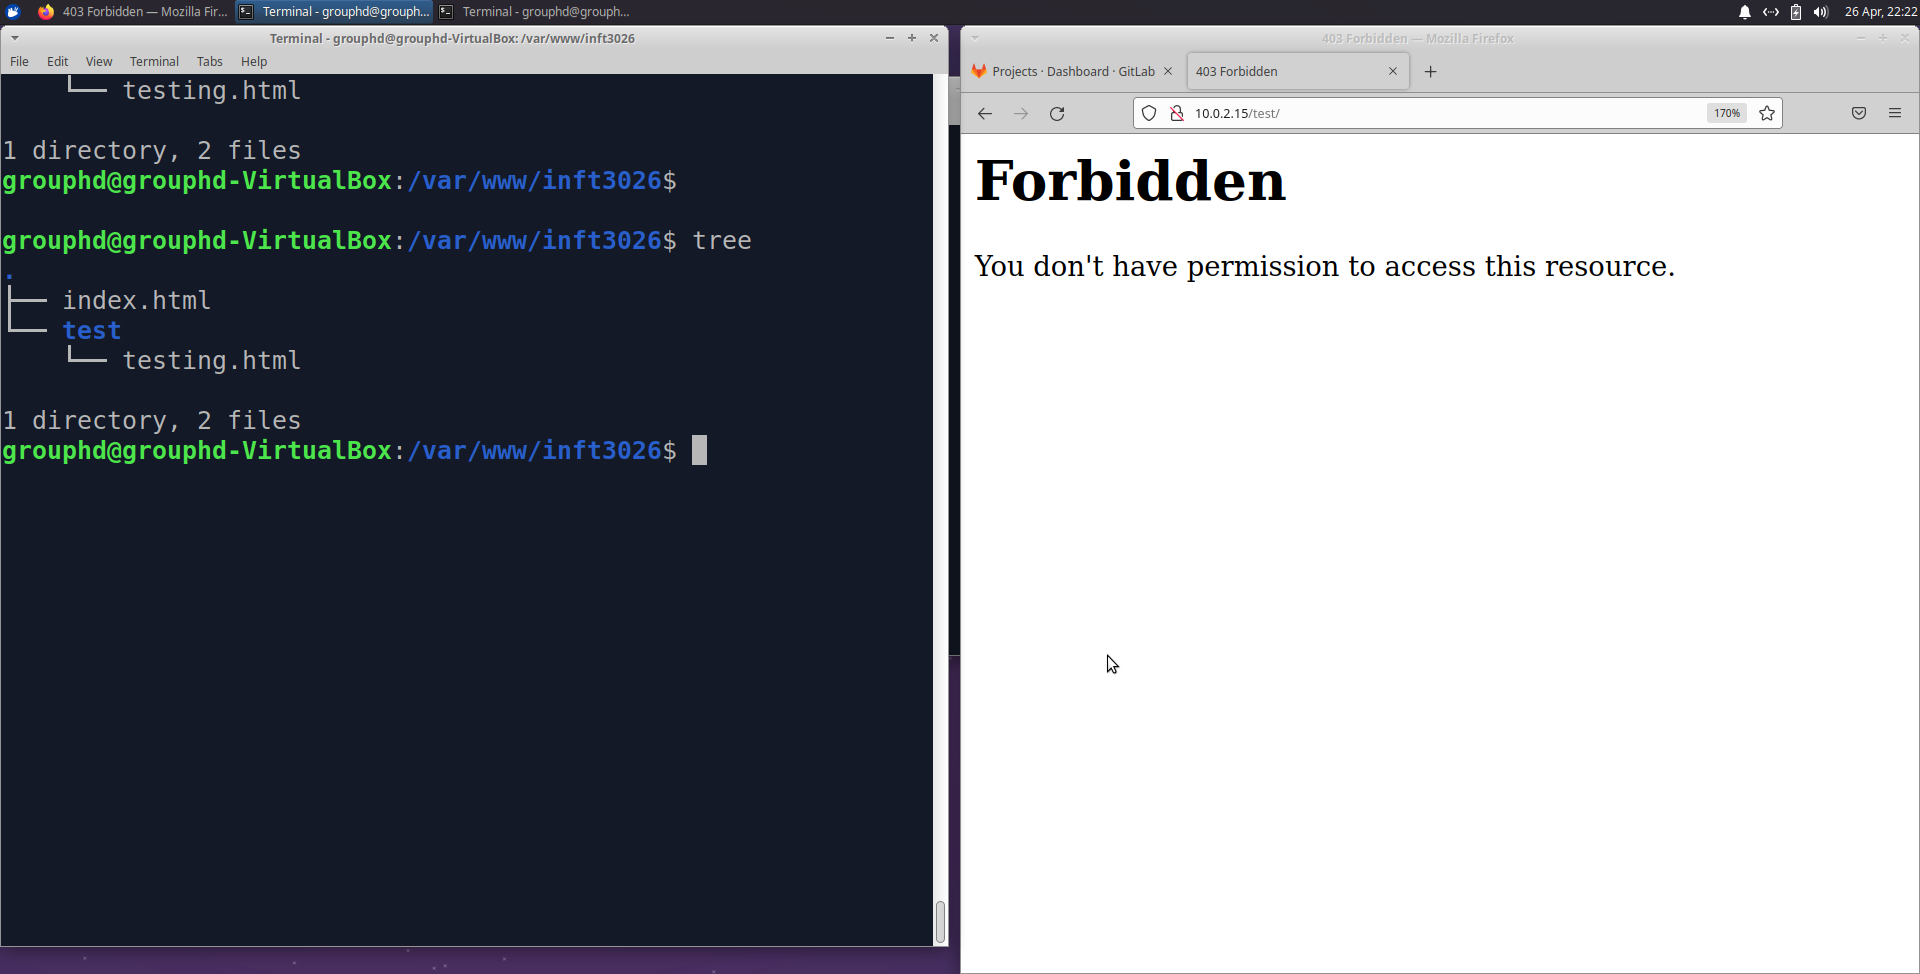 403 Forbidden — Mozilla Fir...
Terminal - grouphd@grouph...
Terminal - grouphd@grouph...
26 Apr, 22:22
Terminal - grouphd@grouphd-VirtualBox: /var/www/inft3026
File Edit View Terminal Tabs Help
└── testing.html
1 directory, 2 files
grouphd@grouphd-VirtualBox:/var/www/inft3026$
grouphd@grouphd-VirtualBox:/var/www/inft3026$ tree
.
├── index.html
└── test
└── testing.html
1 directory, 2 files
grouphd@grouphd-VirtualBox:/var/www/inft3026$
403 Forbidden — Mozilla Firefox
Projects · Dashboard · GitLab
403 Forbidden
10.0.2.15/test/
170%
Forbidden
You don't have permission to access this resource.